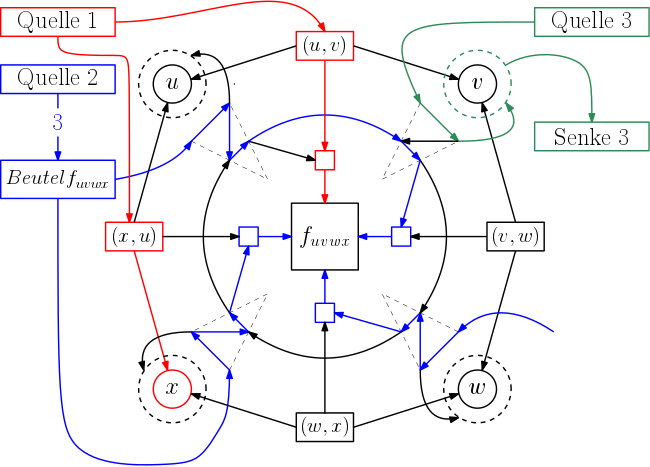 Quelle 1
(u, v)
Quelle 3
Quelle 2
u
v
3
Senke 3
Beutel f_{uvwx}
(x, u)
f_{uvwx}
(v, w)
x
w
(w, x)